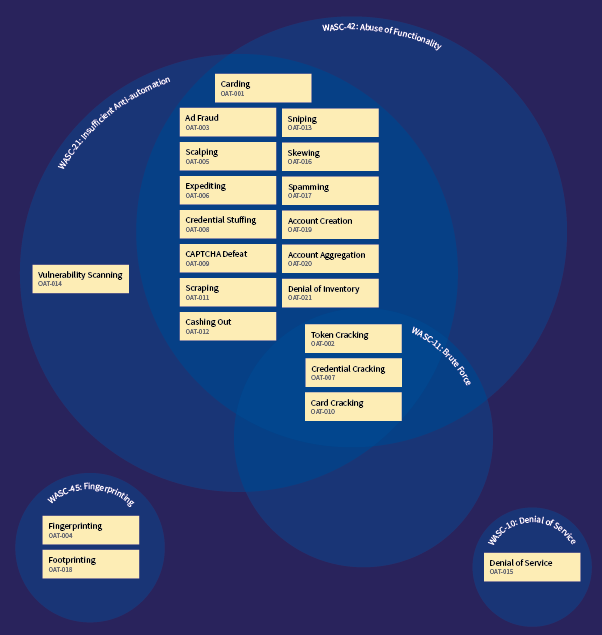 WASC-42: Abuse of Functionality
WASC-21: Insufficient Anti-automation
Carding
OAT-001
Ad Fraud
OAT-003
Sniping
OAT-013
Scalping
OAT-005
Skewing
OAT-016
Expediting
OAT-006
Spamming
OAT-017
Credential Stuffing
OAT-008
Account Creation
OAT-019
CAPTCHA Defeat
OAT-009
Account Aggregation
OAT-020
Vulnerability Scanning
OAT-014
Scraping
OAT-011
Denial of Inventory
OAT-021
Cashing Out
OAT-012
WASC-11: Brute Force
Token Cracking
OAT-002
Credential Cracking
OAT-007
Card Cracking
OAT-010
WASC-45: Fingerprinting
Fingerprinting
OAT-004
Footprinting
OAT-018
WASC-10: Denial of Service
Denial of Service
OAT-015